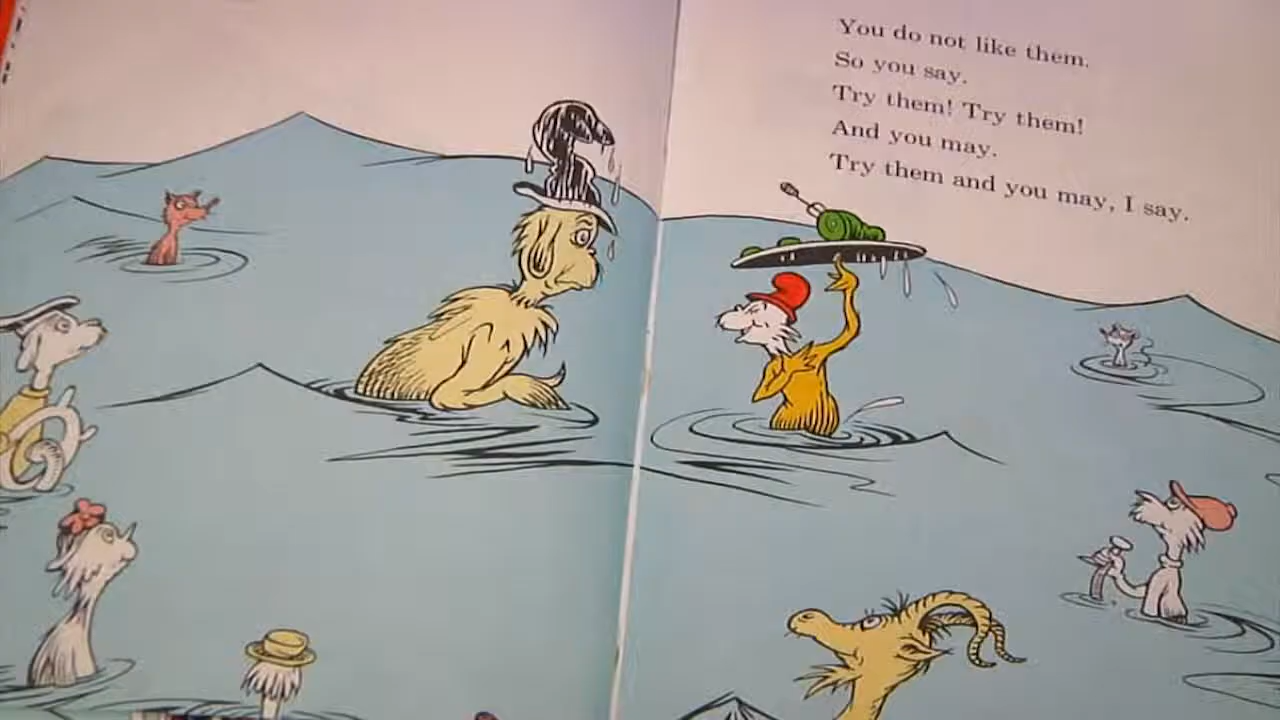 You do not like them.
So you say.
Try them! Try them!
And you may.
Try them and you may, I say.